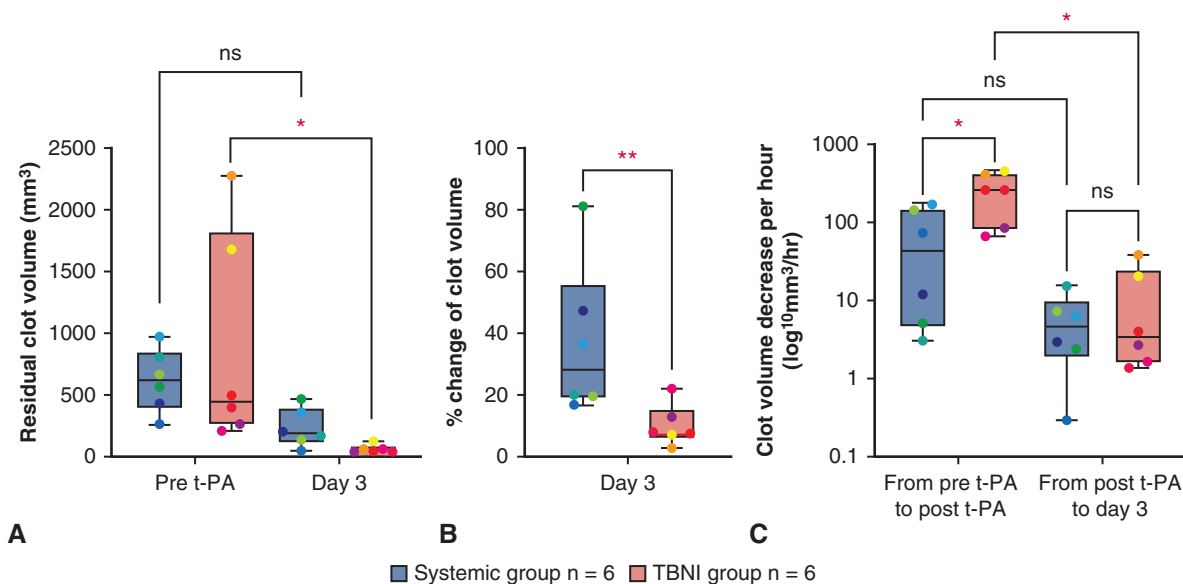 ns
*
Residual clot volume (mm³)
2500
2000
1500
1000
500
0
Pre t-PA
Day 3
A
**
% change of clot volume
100
80
60
40
20
0
Day 3
B
*
ns
*
ns
Clot volume decrease per hour
(log¹⁰mm³/hr)
1000
100
10
1
0.1
From pre t-PA
to post t-PA
From post t-PA
to day 3
C
Systemic group n = 6
TBNI group n = 6